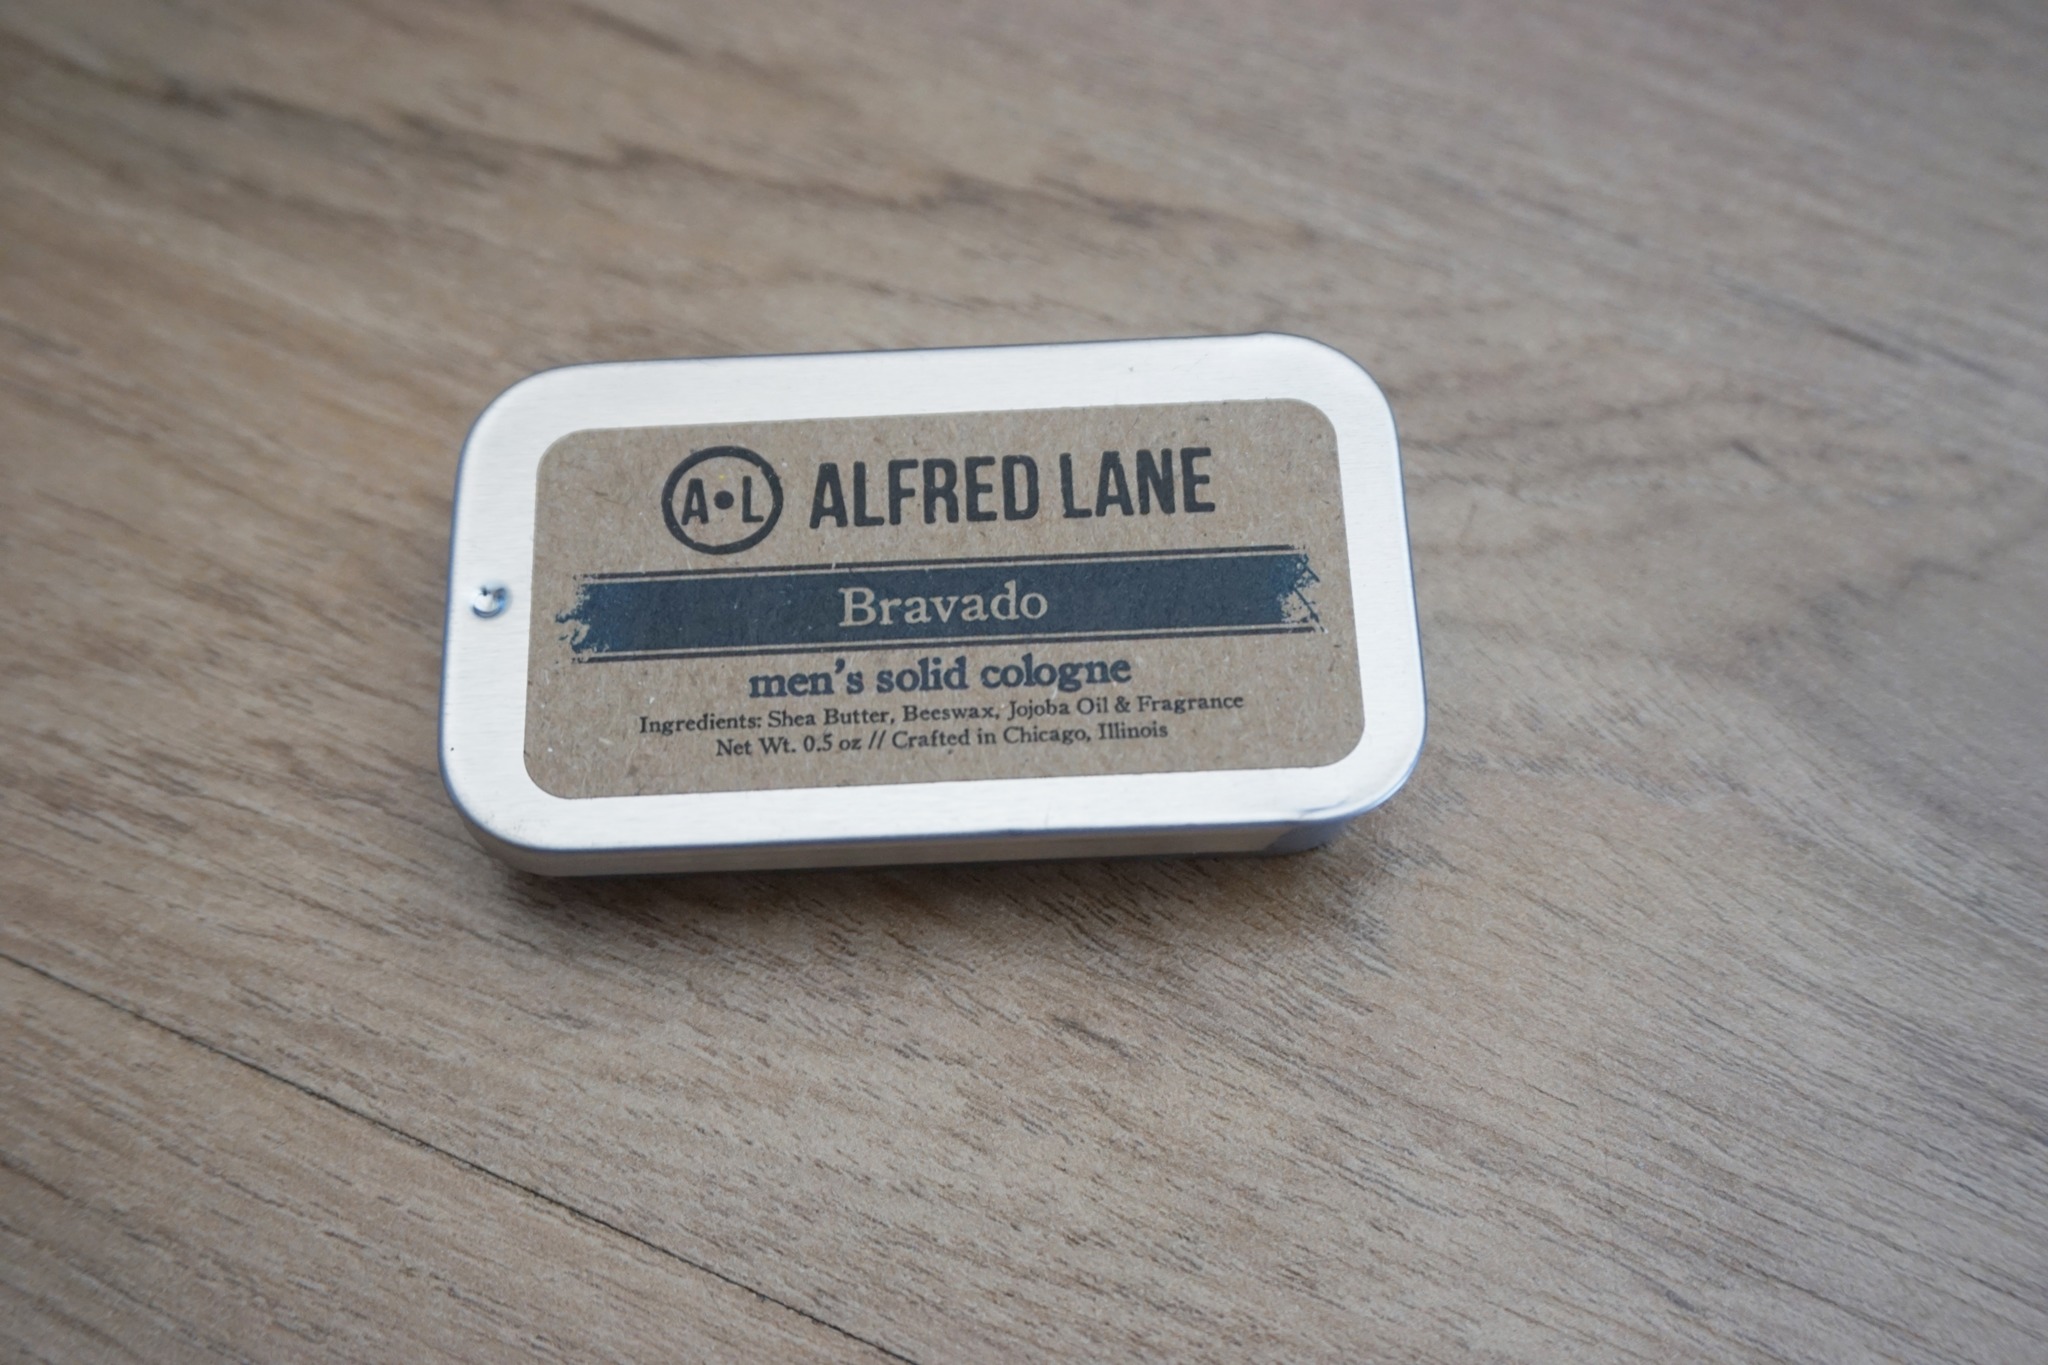 A•L ALFRED LANE
Bravado
men's solid cologne
Ingredients: Shea Butter, Beeswax, Jojoba Oil & Fragrance
Net Wt. 0.5 oz // Crafted in Chicago, Illinois